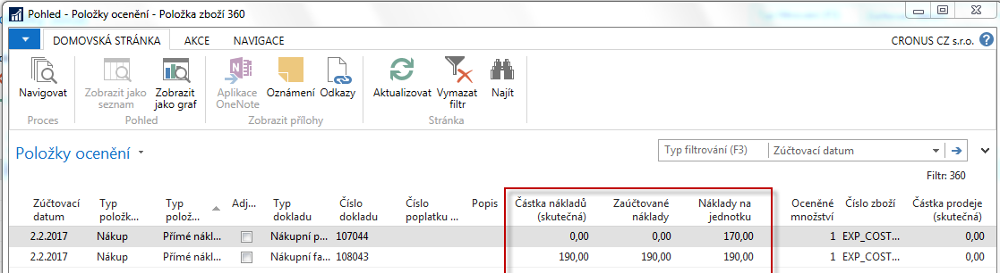 Pohled - Položky ocenění - Položka zboží 360
DOMOVSKÁ STRÁNKA AKCE NAVIGACE CRONUS CZ s.r.o. ?
Navigovat Zobrazit jako seznam Zobrazit jako graf Aplikace OneNote Oznámení Odkazy Aktualizovat Vymazat filtr Najít
Proces Pohled Zobrazit přílohy Stránka
Položky ocenění Typ filtrování (F3) Zúčtovací datum
Filtr: 360
Zúčtovací datum Typ položk... Typ polož... Adj... Typ dokladu Číslo dokladu Číslo poplatku ... Popis Částka nákladů (skutečná) Zaúčtované náklady Náklady na jednotku Oceněné množství Číslo zboží Částka prodeje (skutečná)
2.2.2017 Nákup Přímé nákl... Nákupní p... 107044 0,00 0,00 170,00 1 EXP_COST... 0,00
2.2.2017 Nákup Přímé nákl... Nákupní fa... 108043 190,00 190,00 190,00 1 EXP_COST... 0,00